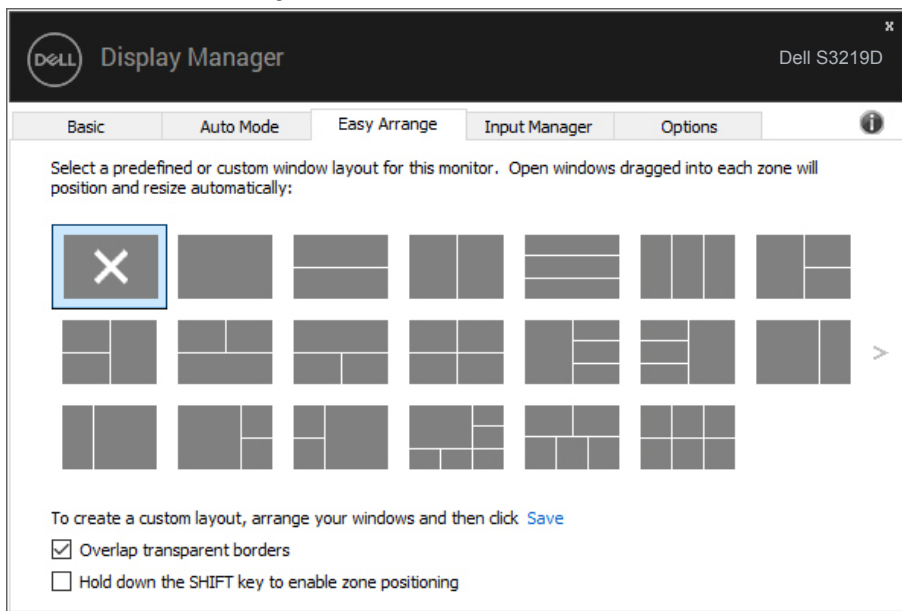 x
DELL Display Manager
Dell S3219D
Basic Auto Mode Easy Arrange Input Manager Options i
Select a predefined or custom window layout for this monitor. Open windows dragged into each zone will
position and resize automatically:
>
To create a custom layout, arrange your windows and then click Save
Overlap transparent borders
Hold down the SHIFT key to enable zone positioning